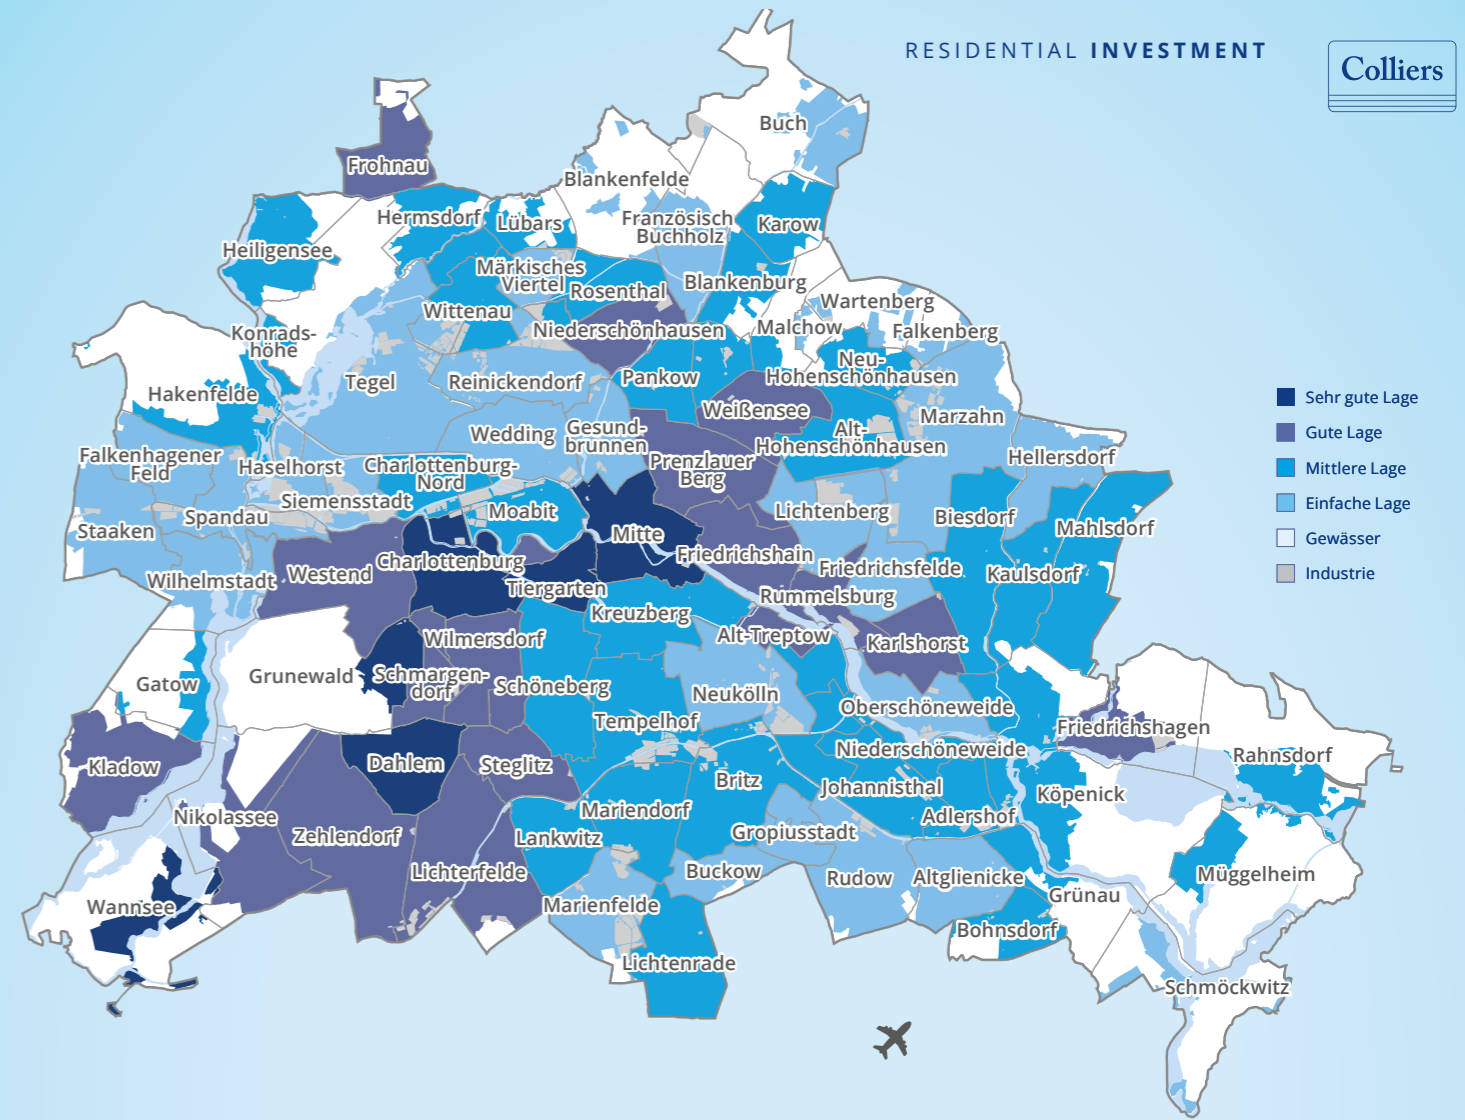 RESIDENTIAL INVESTMENT
Colliers
Buch
Frohnau
Blankenfelde
Hermsdorf
Lübars
Französisch
Buchholz
Karow
Heiligensee
Märkisches
Viertel
Rosenthal
Blankenburg
Wittenau
Wartenberg
Konrads-
höhe
Niederschönhausen
Malchow
Falkenberg
Neu-
Hohenschönhausen
Tegel
Reinickendorf
Pankow
Hakenfelde
Weißensee
Marzahn
Alt-
Hohenschönhausen
Wedding
Gesund-
brunnen
Falkenhagener
Feld
Haselhorst
Charlottenburg-
Nord
Prenzlauer
Berg
Hellersdorf
Siemensstadt
Moabit
Lichtenberg
Biesdorf
Mahlsdorf
Staaken
Spandau
Mitte
Charlottenburg
Friedrichshain
Friedrichsfelde
Kaulsdorf
Wilhelmstadt
Westend
Tiergarten
Rummelsburg
Kreuzberg
Wilmersdorf
Alt-Treptow
Karlshorst
Grunewald
Schmargen-
dorf
Gatow
Schöneberg
Neukölln
Oberschöneweide
Tempelhof
Friedrichshagen
Niederschöneweide
Rahnsdorf
Kladow
Dahlem
Steglitz
Britz
Johannisthal
Köpenick
Nikolassee
Mariendorf
Adlershof
Zehlendorf
Lankwitz
Gropiusstadt
Lichterfelde
Buckow
Rudow
Altglienicke
Müggelheim
Grünau
Wannsee
Marienfelde
Bohnsdorf
Lichtenrade
Schmöckwitz
Sehr gute Lage
Gute Lage
Mittlere Lage
Einfache Lage
Gewässer
Industrie